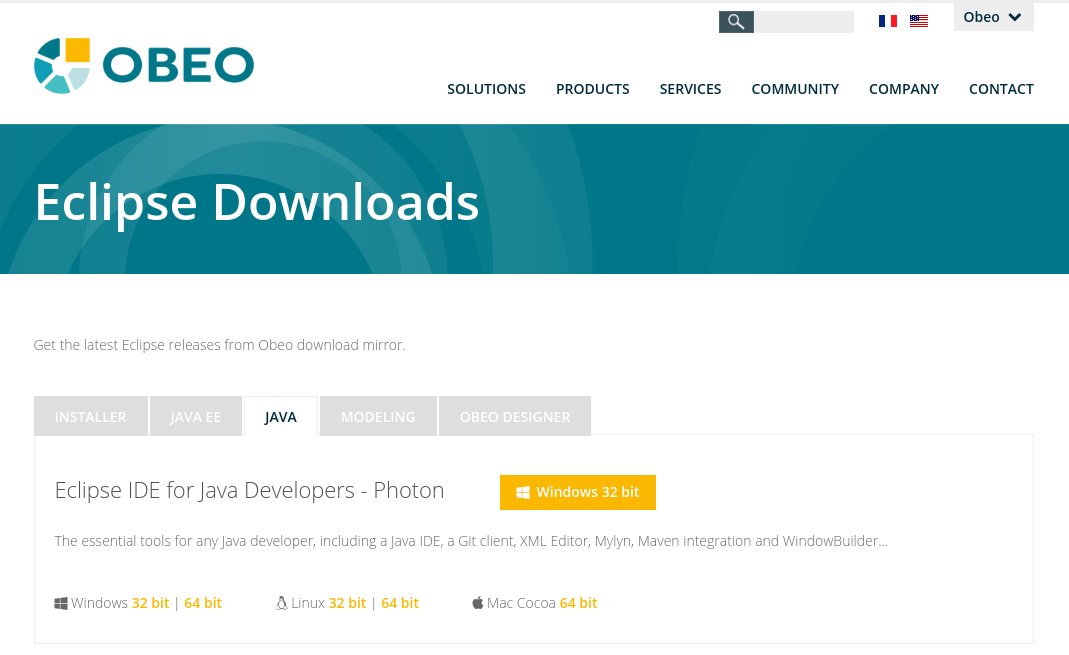 Obeo
OBEO
SOLUTIONS PRODUCTS SERVICES COMMUNITY COMPANY CONTACT
Eclipse Downloads
Get the latest Eclipse releases from Obeo download mirror.
INSTALLER JAVA EE JAVA MODELING OBEO DESIGNER
Eclipse IDE for Java Developers - Photon Windows 32 bit
The essential tools for any Java developer, including a Java IDE, a Git client, XML Editor, Mylyn, Maven integration and WindowBuilder...
Windows 32 bit | 64 bit Linux 32 bit | 64 bit Mac Cocoa 64 bit